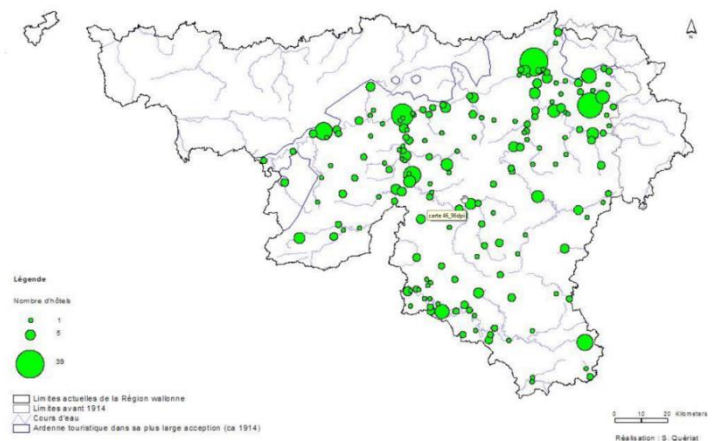 carte 46_96dpi
Légende
Nombre d'hôtels
1
5
39
Limites actuelles de la Région wallonne
Limites avant 1914
Cours d'eau
Ardenne touristique dans sa plus large acception (ca 1914)
0 10 20 Kilometers
Réalisation : S. Quériat